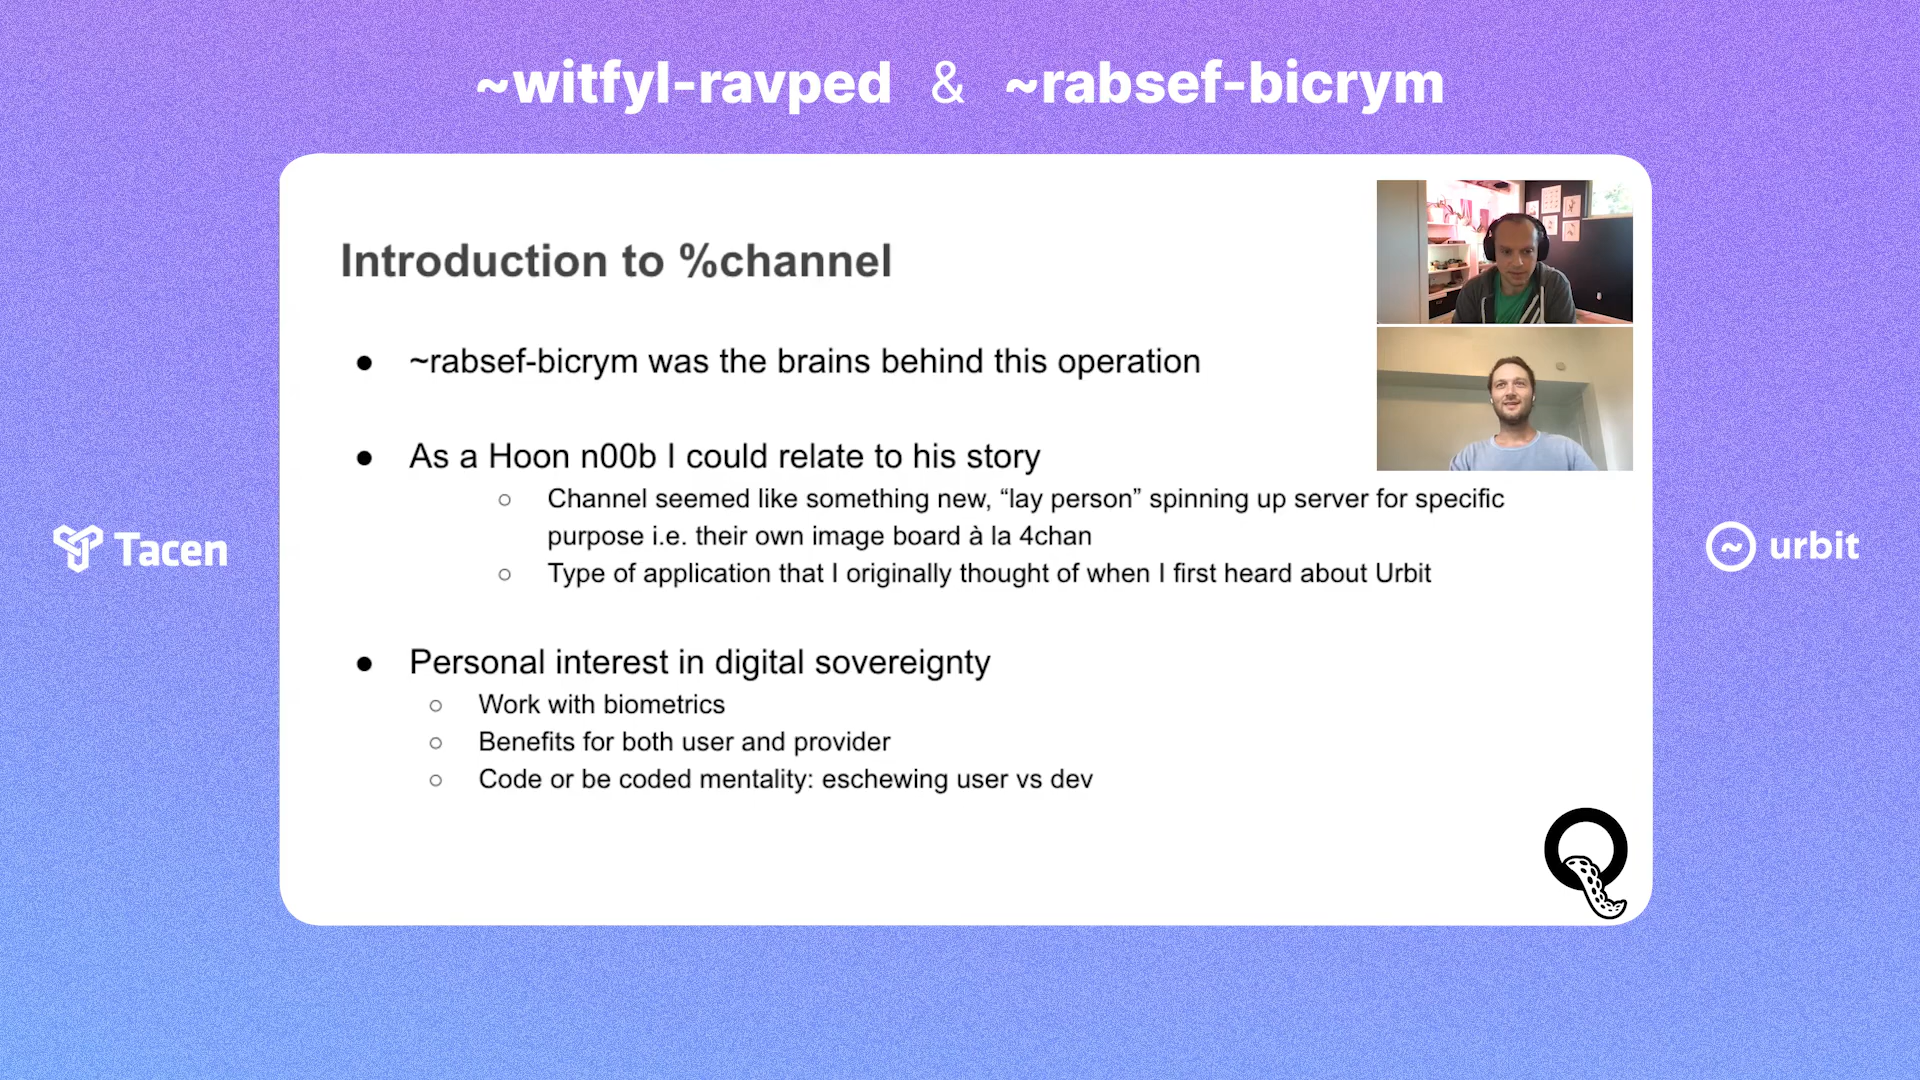 ~witfyl-ravped & ~rabsef-bicrym
Introduction to %channel
● ~rabsef-bicrym was the brains behind this operation
● As a Hoon n00b I could relate to his story
○ Channel seemed like something new, “lay person” spinning up server for specific
purpose i.e. their own image board à la 4chan
○ Type of application that I originally thought of when I first heard about Urbit
● Personal interest in digital sovereignty
○ Work with biometrics
○ Benefits for both user and provider
○ Code or be coded mentality: eschewing user vs dev
Tacen
~ urbit